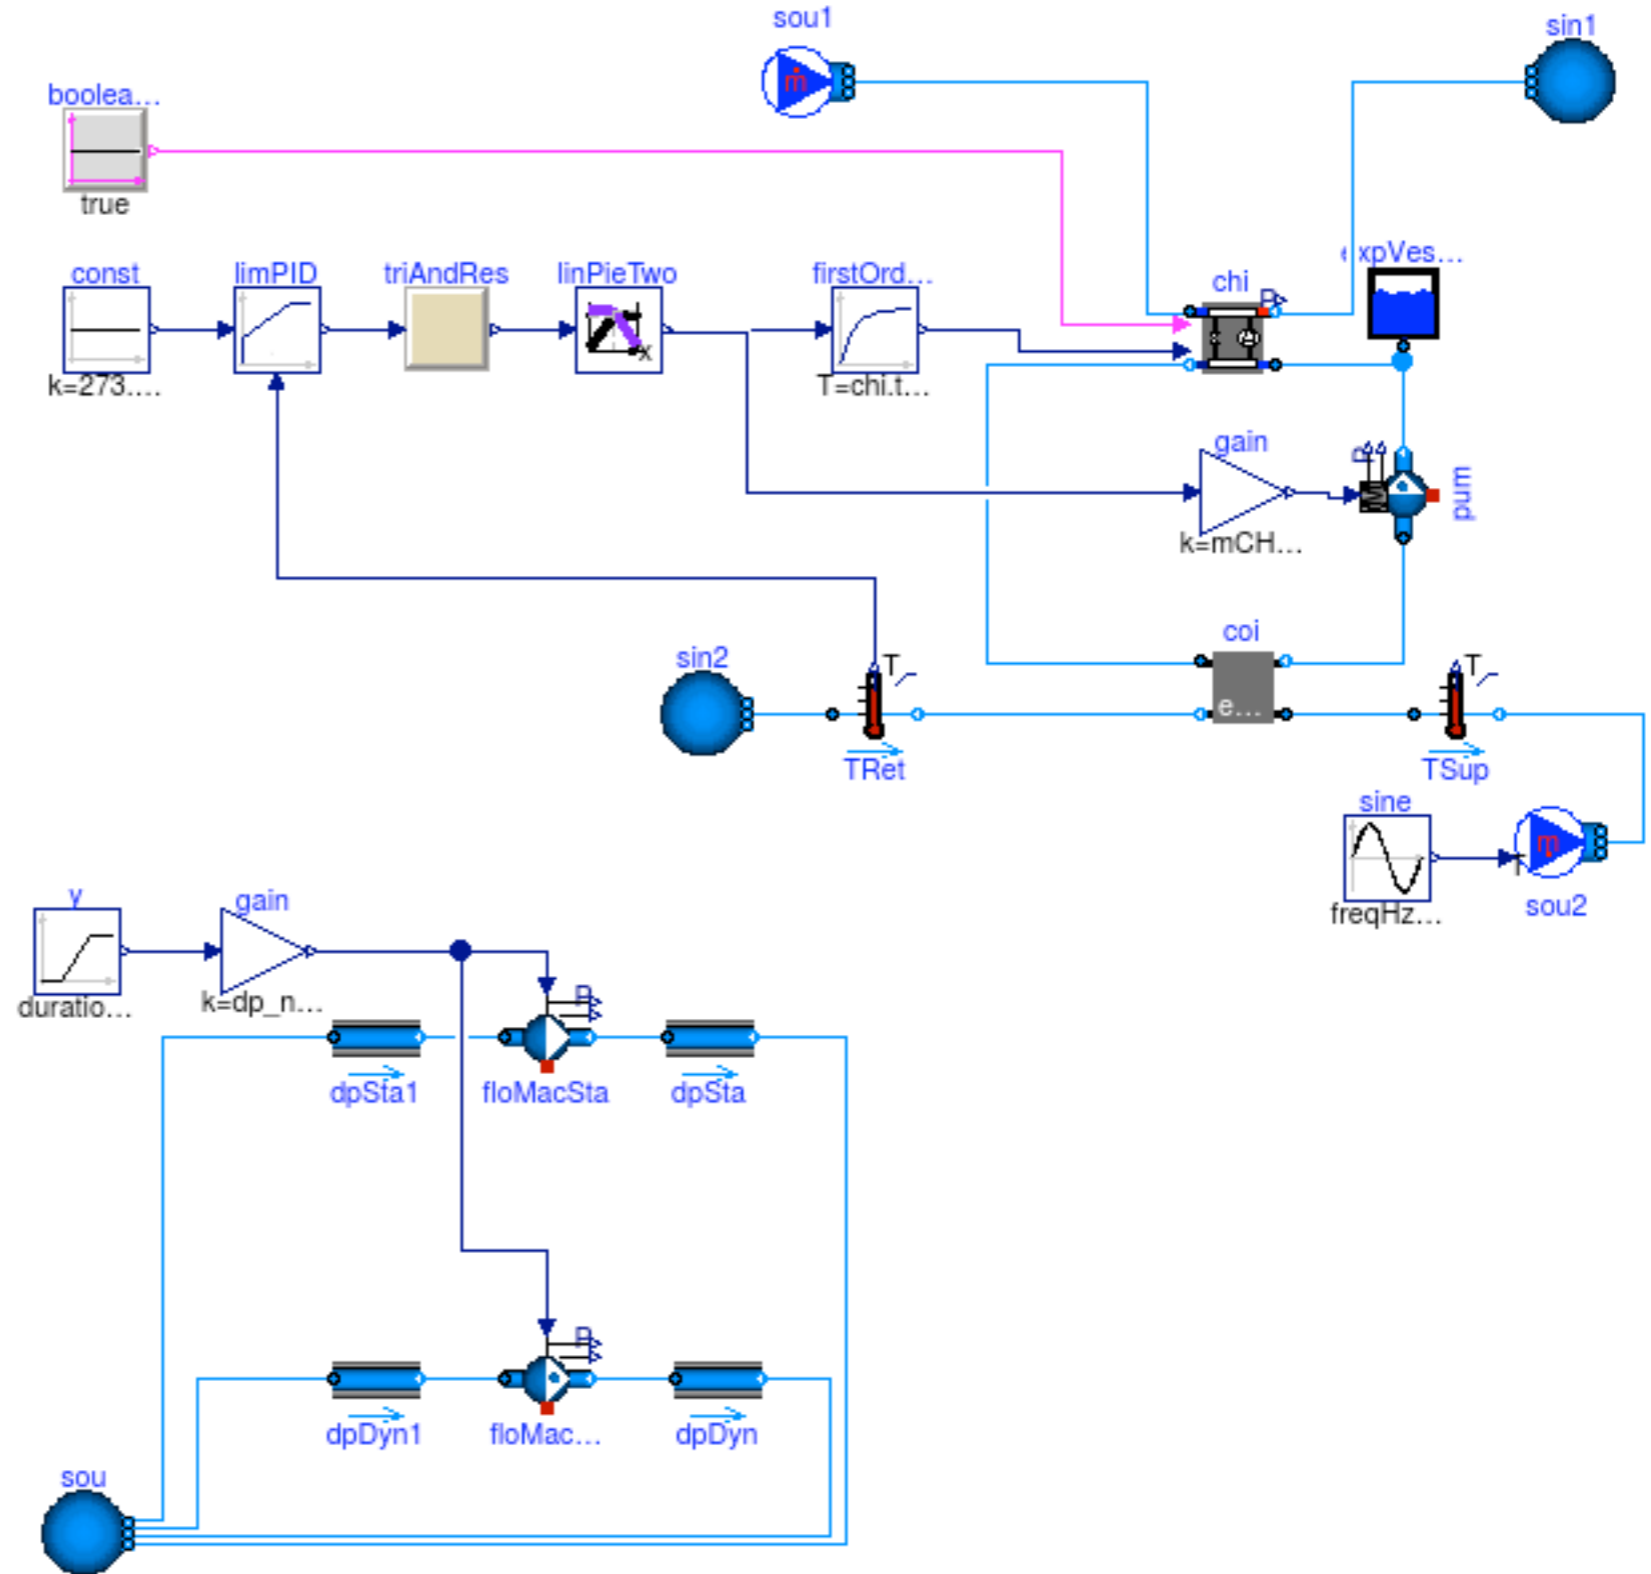 sou1
sin1
ṁ
boolea...
true
const
limPID
triAndRes
linPieTwo
firstOrd...
chi
P
xpVes...
x
k=273....
T=chi.t...
gain
P
M
pum
k=mCH...
coi
sin2
T
T
e...
TRet
TSup
sine
ṁ
T
freqHz...
sou2
y
gain
duratio...
k=dp_n...
P
dpSta1
floMacSta
dpSta
P
dpDyn1
floMac...
dpDyn
sou